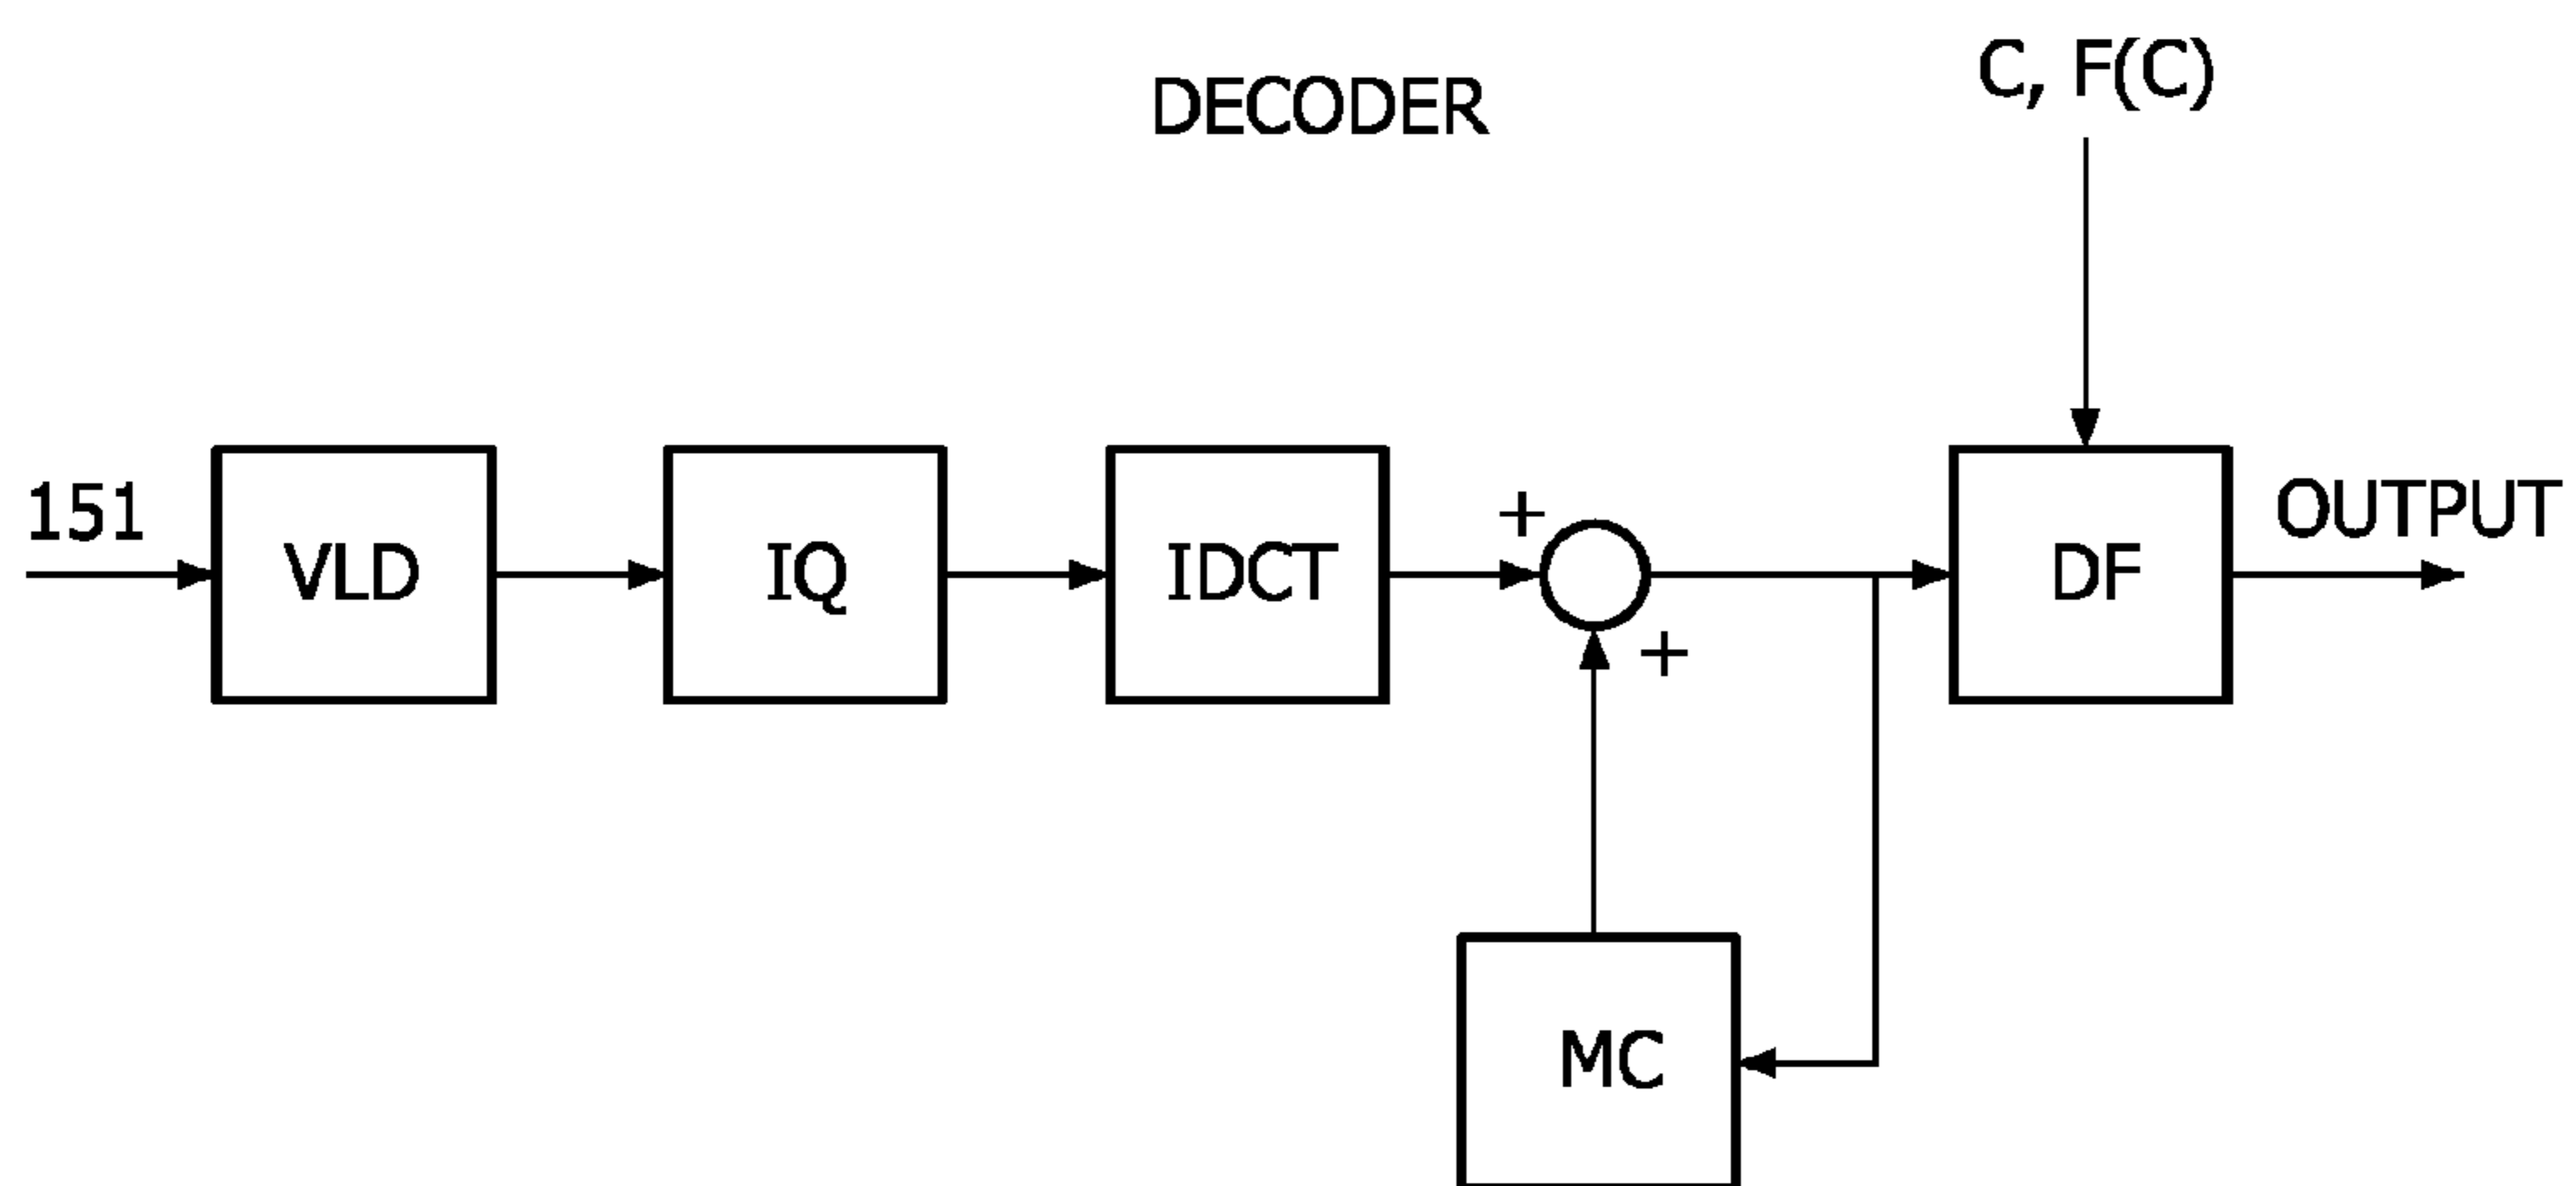 DECODER
C, F(C)
151
VLD
IQ
IDCT
+
+
DF
OUTPUT
MC